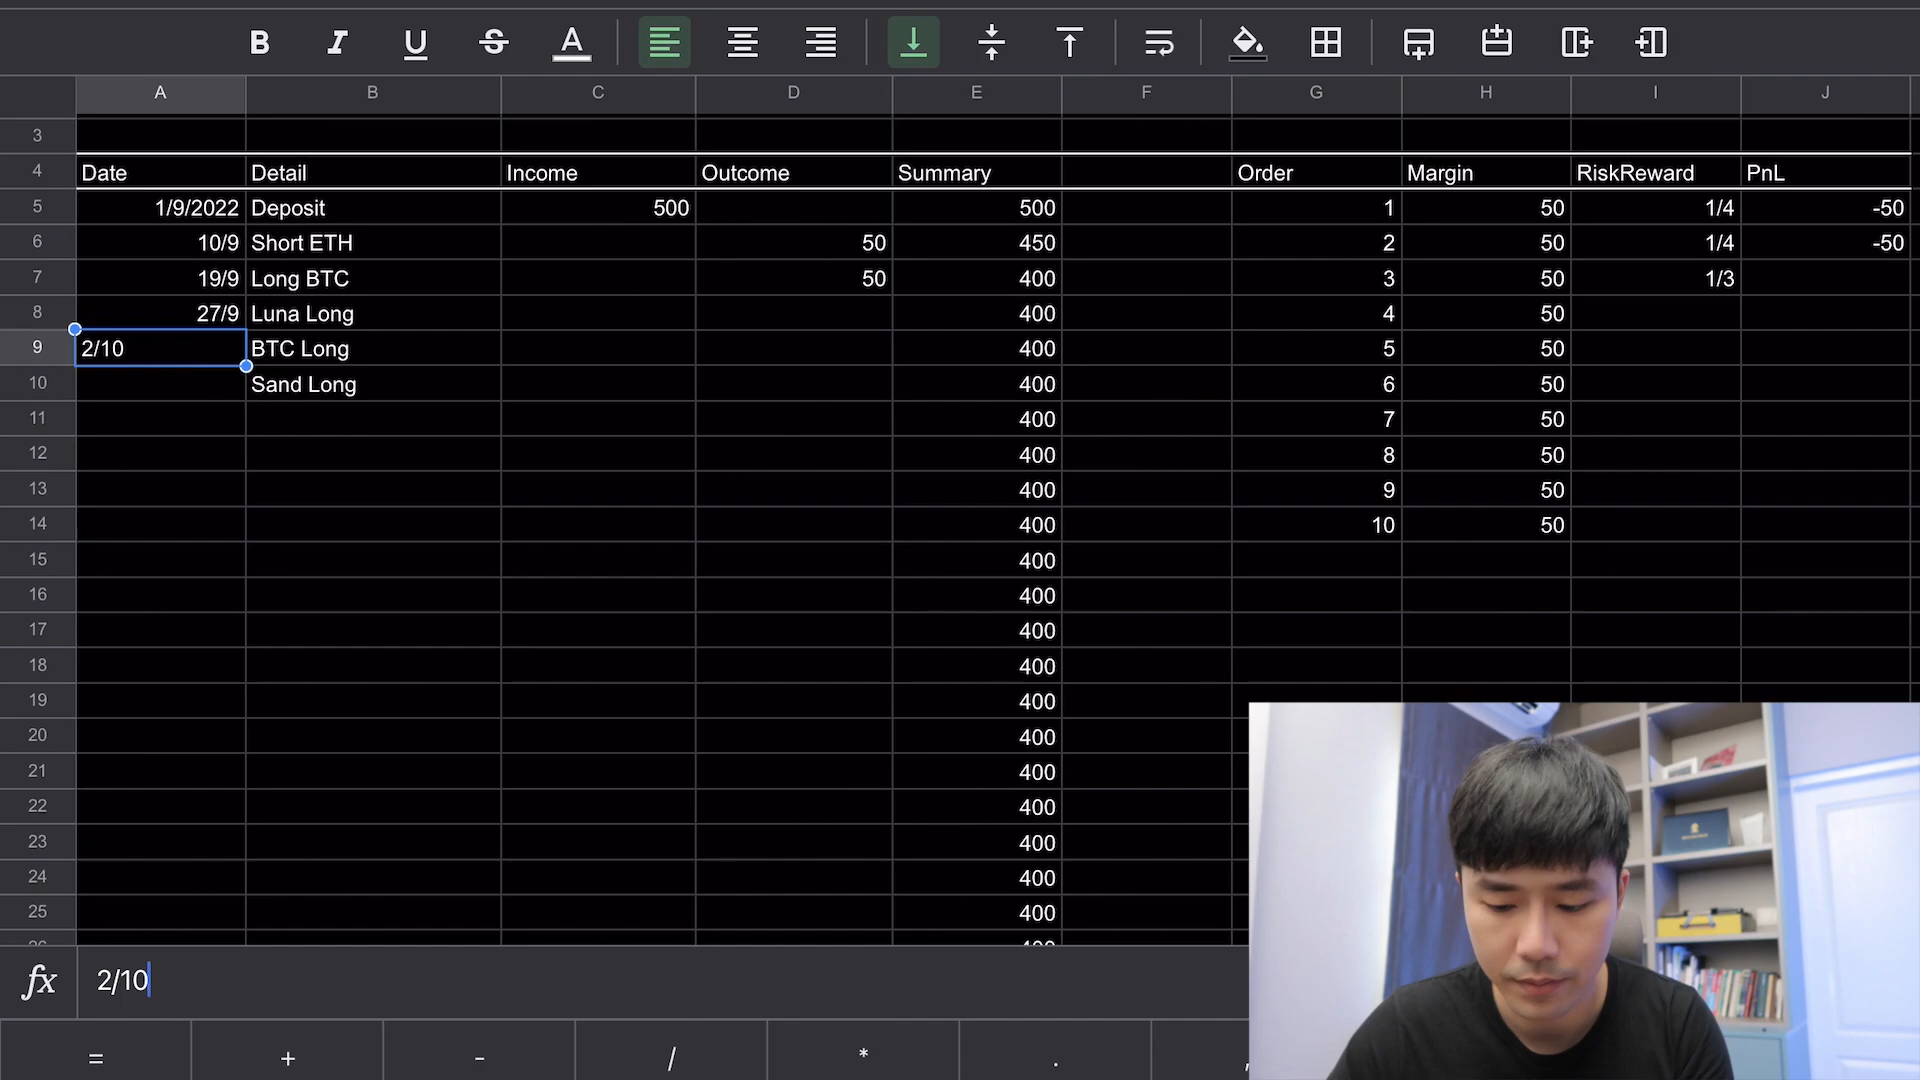 B I U S A
A B C D E F G H I J
3
4 Date Detail Income Outcome Summary Order Margin RiskReward PnL
5 1/9/2022 Deposit 500 500 1 50 1/4 -50
6 10/9 Short ETH 50 450 2 50 1/4 -50
7 19/9 Long BTC 50 400 3 50 1/3
8 27/9 Luna Long 400 4 50
9 2/10 BTC Long 400 5 50
10 Sand Long 400 6 50
11 400 7 50
12 400 8 50
13 400 9 50
14 400 10 50
15 400
16 400
17 400
18 400
19 400
20 400
21 400
22 400
23 400
24 400
25 400
26 400
fx 2/10
= + - / * .